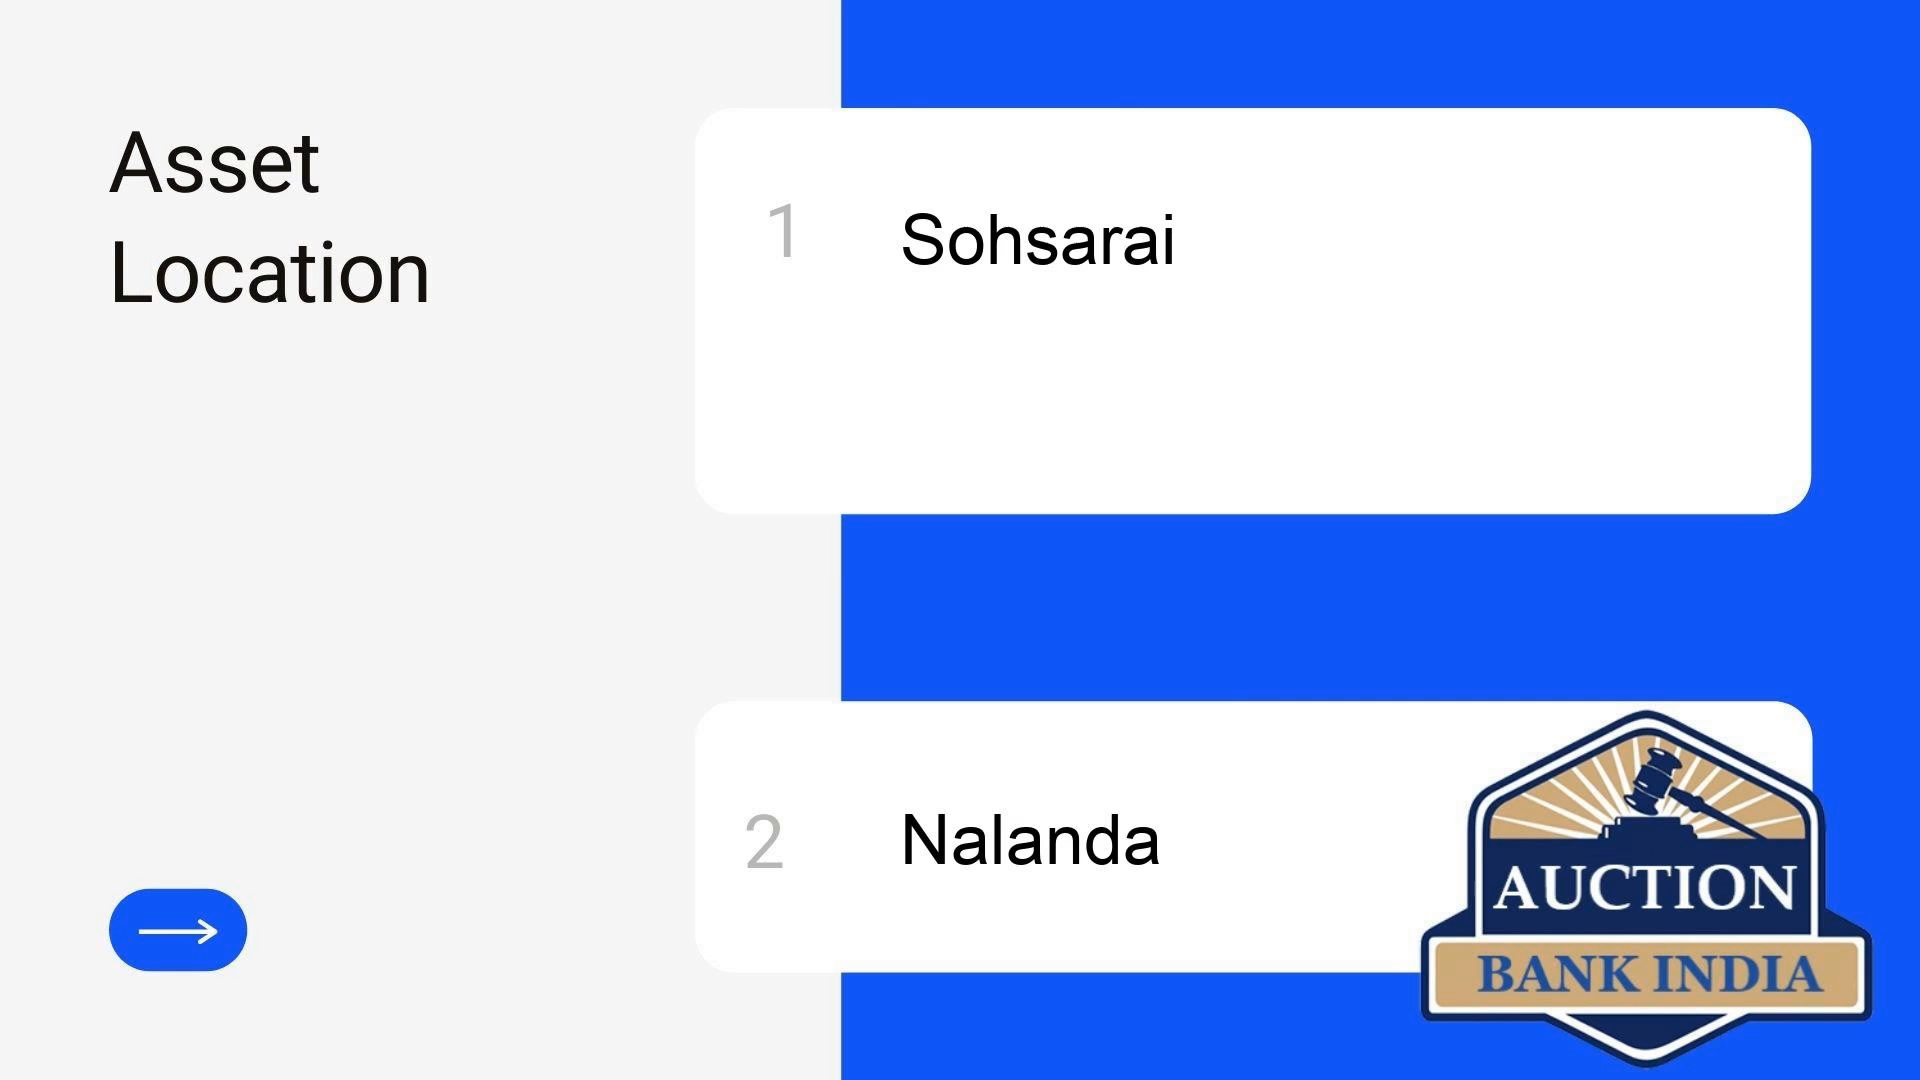 Asset
Location
1
Sohsarai
2
Nalanda
AUCTION
BANK INDIA